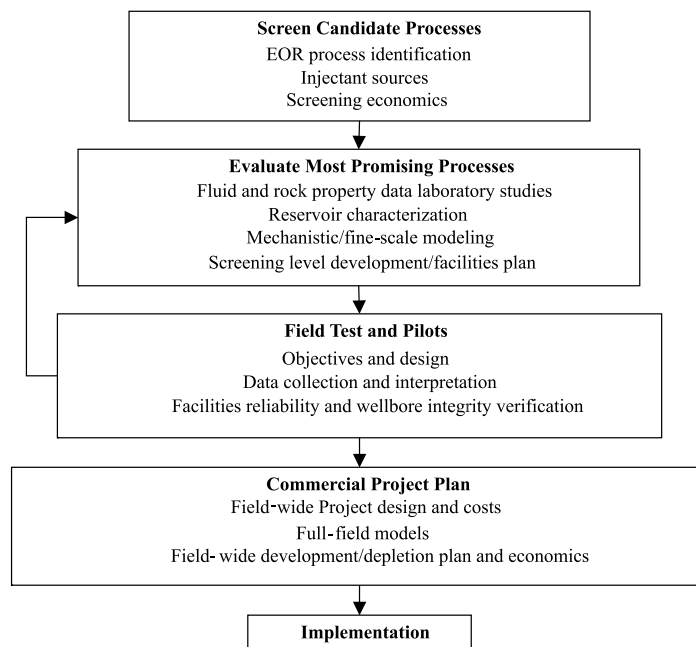 Screen Candidate Processes
EOR process identification
Injectant sources
Screening economics
Evaluate Most Promising Processes
Fluid and rock property data laboratory studies
Reservoir characterization
Mechanistic/fine-scale modeling
Screening level development/facilities plan
Field Test and Pilots
Objectives and design
Data collection and interpretation
Facilities reliability and wellbore integrity verification
Commercial Project Plan
Field-wide Project design and costs
Full-field models
Field- wide development/depletion plan and economics
Implementation